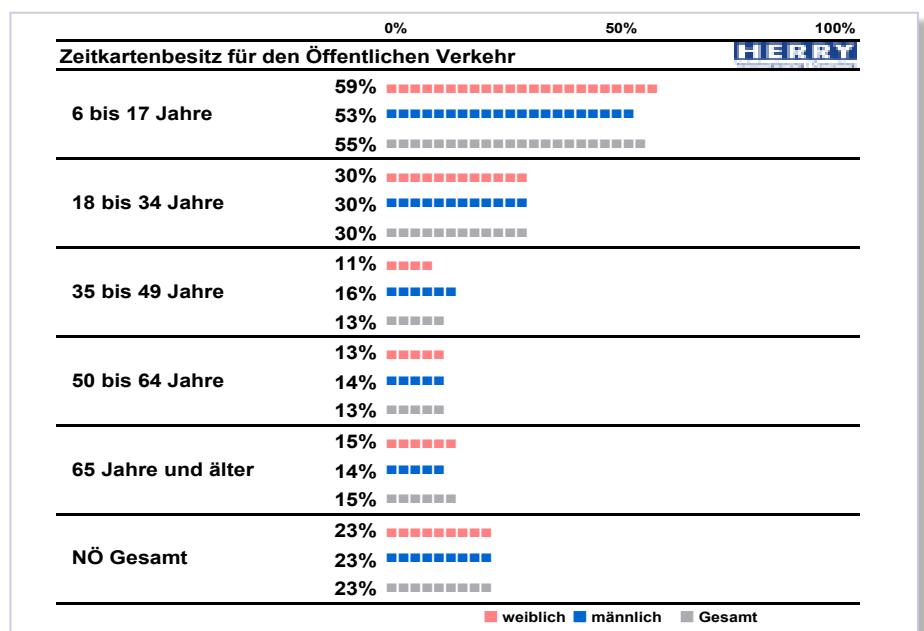 0% 50% 100%
Zeitkartenbesitz für den Öffentlichen Verkehr HERRY
59%
6 bis 17 Jahre 53%
55%
30%
18 bis 34 Jahre 30%
30%
11%
35 bis 49 Jahre 16%
13%
13%
50 bis 64 Jahre 14%
13%
15%
65 Jahre und älter 14%
15%
23%
NÖ Gesamt 23%
23%
weiblich männlich Gesamt